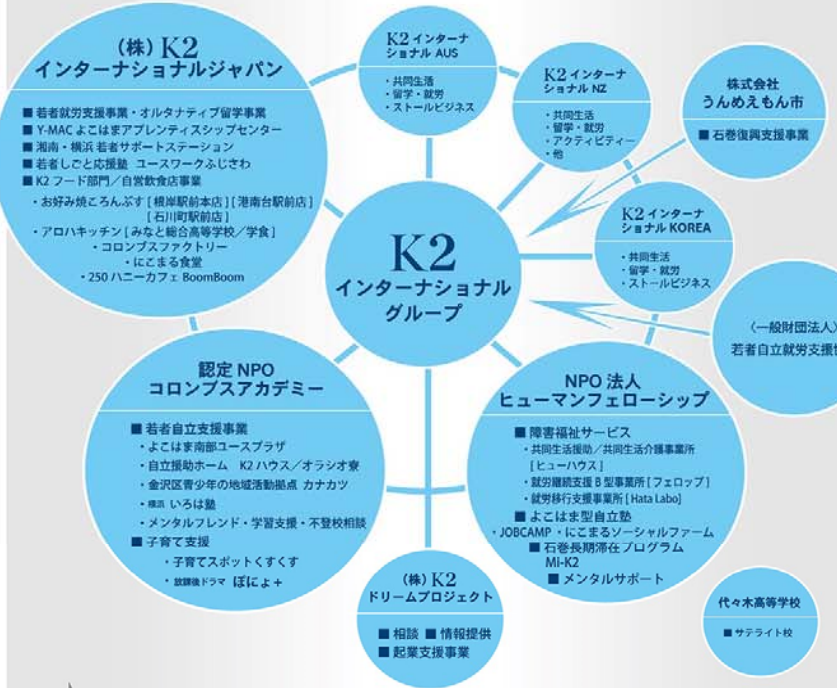 (株) K2
インターナショナルジャパン
■ 若者就労支援事業・オルタナティブ留学事業
■ Y-MAC よこはまアプレンティスシップセンター
■ 湘南・横浜 若者サポートステーション
■ 若者しごと応援塾 ユースワークふじさわ
■ K2 フード部門/自営飲食店事業
・お好み焼ころんぶす [ 根岸駅前本店 ] [ 港南台駅前店 ]
[ 石川町駅前店 ]
・アロハキッチン [ みなと総合高等学校/学食 ]
・コロンブスファクトリー
・にこまる食堂
・250 ハニーカフェ BoomBoom
K2 インターナ
ショナル AUS
・共同生活
・留学・就労
・ストールビジネス
K2 インターナ
ショナル NZ
・共同生活
・留学・就労
・アクティビティー
・他
株式会社
うんめえもん市
■ 石巻復興支援事業
K2 インターナ
ショナル KOREA
・共同生活
・留学・就労
・ストールビジネス
K2
インターナショナル
グループ
〈一般財団法人〉
若者自立就労支援
認定 NPO
コロンブスアカデミー
■ 若者自立支援事業
・よこはま南部ユースプラザ
・自立援助ホーム K2 ハウス/オラシオ寮
・金沢区青少年の地域活動拠点 カナカツ
・横浜 いろは塾
・メンタルフレンド・学習支援・不登校相談
■ 子育て支援
・子育てスポットくすくす
・放課後ドラマ ぽにょ+
NPO 法人
ヒューマンフェローシップ
■ 障害福祉サービス
・共同生活援助/共同生活介護事業所
[ ヒューハウス ]
・就労継続支援 B 型事業所 [ フェロップ ]
・就労移行支援事業所 [ Hata Labo]
■ よこはま型自立塾
・JOBCAMP ・にこまるソーシャルファーム
■ 石巻長期滞在プログラム
Mi-K2
■ メンタルサポート
(株) K2
ドリームプロジェクト
■ 相談 ■ 情報提供
■ 起業支援事業
代々木高等学校
■ サテライト校